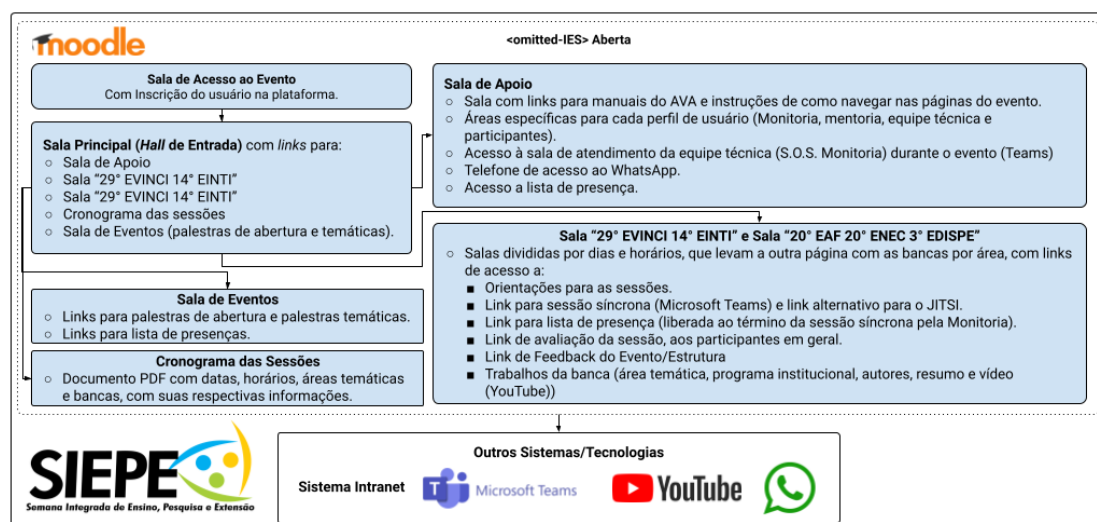 moodle
<omitted-IES> Aberta
Sala de Acesso ao Evento
Com Inscrição do usuário na plataforma.
Sala Principal (Hall de Entrada) com links para:
○ Sala de Apoio
○ Sala “29° EVINCI 14° EINTI”
○ Sala “29° EVINCI 14° EINTI”
○ Cronograma das sessões
○ Sala de Eventos (palestras de abertura e temáticas).
Sala de Eventos
○ Links para palestras de abertura e palestras temáticas.
○ Links para lista de presenças.
Cronograma das Sessões
○ Documento PDF com datas, horários, áreas temáticas
e bancas, com suas respectivas informações.
Sala de Apoio
○ Sala com links para manuais do AVA e instruções de como navegar nas páginas do evento.
○ Áreas específicas para cada perfil de usuário (Monitoria, mentoria, equipe técnica e
participantes).
○ Acesso à sala de atendimento da equipe técnica (S.O.S. Monitoria) durante o evento (Teams)
○ Telefone de acesso ao WhatsApp.
○ Acesso a lista de presença.
Sala “29° EVINCI 14° EINTI” e Sala “20° EAF 20° ENEC 3° EDISPE”
○ Salas divididas por dias e horários, que levam a outra página com as bancas por área, com links
de acesso a:
■ Orientações para as sessões.
■ Link para sessão síncrona (Microsoft Teams) e link alternativo para o JITSI.
■ Link para lista de presença (liberada ao término da sessão síncrona pela Monitoria).
■ Link de avaliação da sessão, aos participantes em geral.
■ Link de Feedback do Evento/Estrutura
■ Trabalhos da banca (área temática, programa institucional, autores, resumo e vídeo
(YouTube))
SIEPE
Semana Integrada de Ensino, Pesquisa e Extensão
Outros Sistemas/Tecnologias
Sistema Intranet
T
Microsoft Teams
YouTube